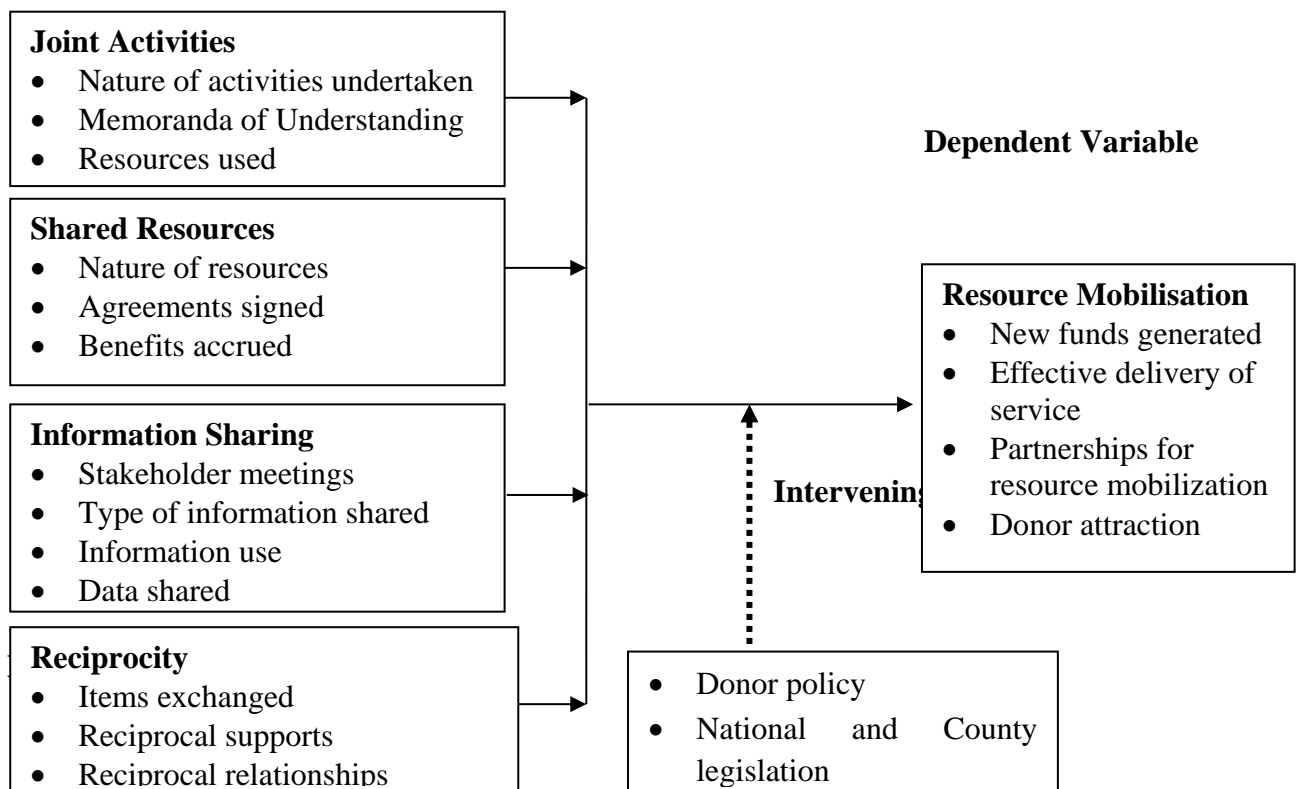 Joint Activities
• Nature of activities undertaken
• Memoranda of Understanding
• Resources used
Dependent Variable
Shared Resources
• Nature of resources
• Agreements signed
• Benefits accrued
Resource Mobilisation
• New funds generated
• Effective delivery of
service
• Partnerships for
resource mobilization
• Donor attraction
Information Sharing
• Stakeholder meetings
• Type of information shared
• Information use
• Data shared
Intervening
Reciprocity
• Items exchanged
• Reciprocal supports
• Reciprocal relationships
• Donor policy
• National and County
legislation